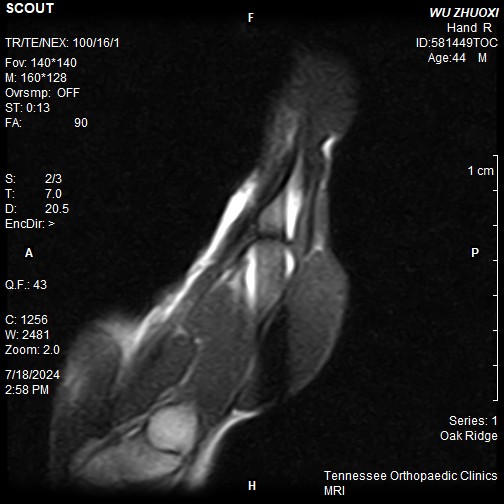 SCOUT
F
WU ZHUOXI
Hand R
TR/TE/NEX: 100/16/1
ID:581449TOC
Fov: 140*140
Age:44 M
M: 160*128
Ovrsmp: OFF
ST: 0:13
FA: 90
1 cm
S: 2/3
T: 7.0
D: 20.5
EncDir: >
A
P
Q.F.: 43
C: 1256
W: 2481
Zoom: 2.0
7/18/2024
2:58 PM
Series: 1
Oak Ridge
H
Tennessee Orthopaedic Clinics
MRI